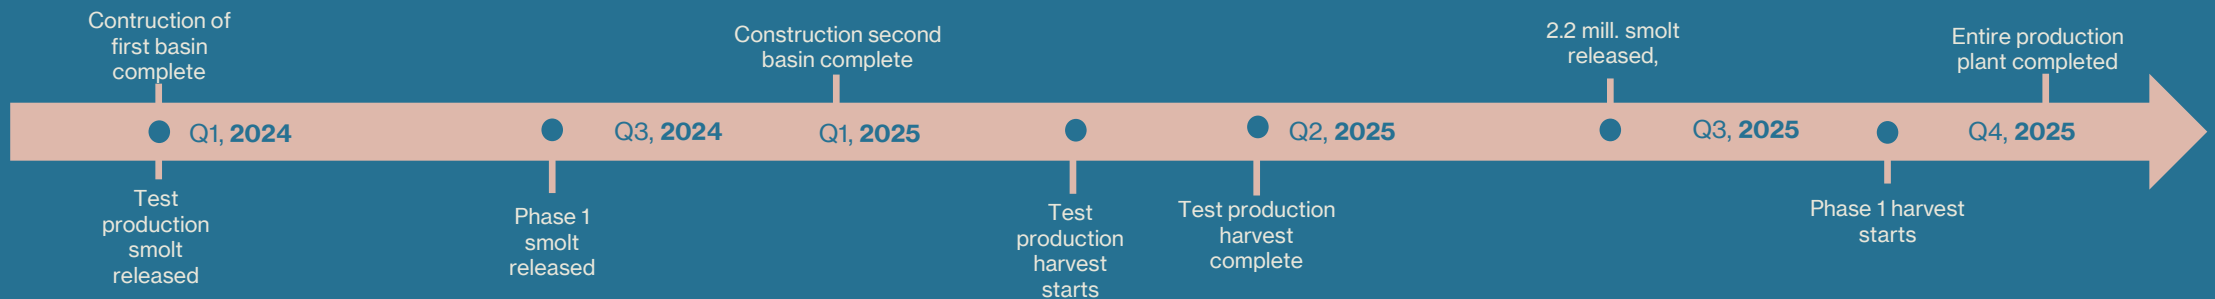 Contruction of
first basin
complete
Construction second
basin complete
2.2 mill. smolt
released,
Entire production
plant completed
Q1, 2024
Q3, 2024
Q1, 2025
Q2, 2025
Q3, 2025
Q4, 2025
Test
production
smolt
released
Phase 1
smolt
released
Test
production
harvest
starts
Test production
harvest
complete
Phase 1 harvest
starts